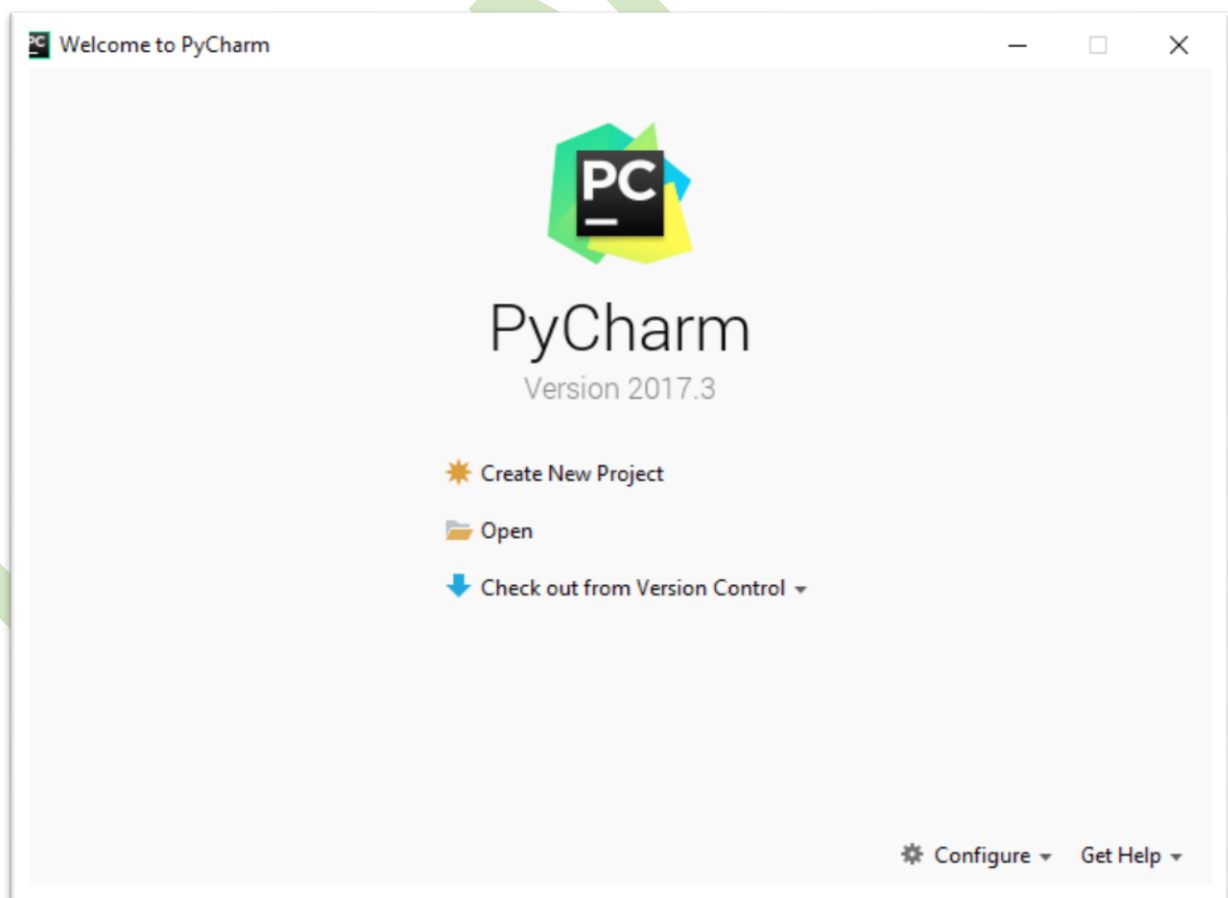 PC
Welcome to PyCharm
PC
PyCharm
Version 2017.3
Create New Project
Open
Check out from Version Control
Configure
Get Help